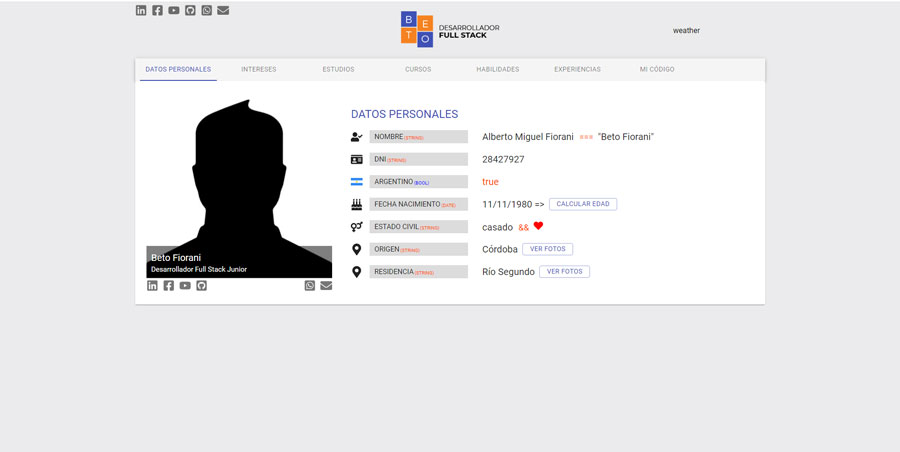 B E
T O
DESARROLLADOR
FULL STACK
weather
DATOS PERSONALES INTERESES ESTUDIOS CURSOS HABILIDADES EXPERIENCIAS MI CÓDIGO
DATOS PERSONALES
NOMBRE (STRING) Alberto Miguel Fiorani === "Beto Fiorani"
DNI (STRING) 28427927
ARGENTINO (BOOL) true
FECHA NACIMIENTO (DATE) 11/11/1980 => CALCULAR EDAD
ESTADO CIVIL (STRING) casado &&
ORIGEN (STRING) Córdoba VER FOTOS
RESIDENCIA (STRING) Río Segundo VER FOTOS
Beto Fiorani
Desarrollador Full Stack Junior